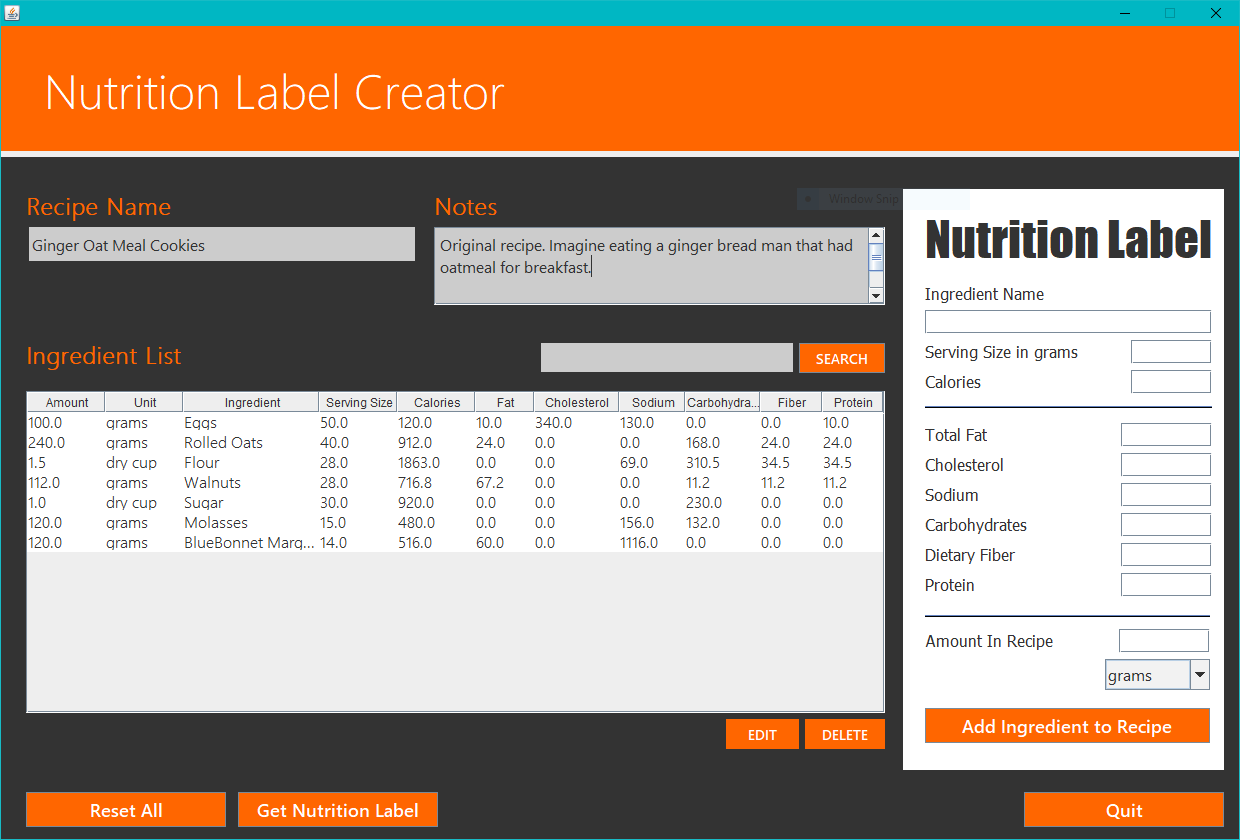 Nutrition Label Creator
Recipe Name
Ginger Oat Meal Cookies
Notes
Original recipe. Imagine eating a ginger bread man that had
oatmeal for breakfast.
Window Snip
Ingredient List
SEARCH
Amount Unit Ingredient Serving Size Calories Fat Cholesterol Sodium Carbohydra... Fiber Protein
100.0 grams Eggs 50.0 120.0 10.0 340.0 130.0 0.0 0.0 10.0
240.0 grams Rolled Oats 40.0 912.0 24.0 0.0 0.0 168.0 24.0 24.0
1.5 dry cup Flour 28.0 1863.0 0.0 0.0 69.0 310.5 34.5 34.5
112.0 grams Walnuts 28.0 716.8 67.2 0.0 0.0 11.2 11.2 11.2
1.0 dry cup Sugar 30.0 920.0 0.0 0.0 0.0 230.0 0.0 0.0
120.0 grams Molasses 15.0 480.0 0.0 0.0 156.0 132.0 0.0 0.0
120.0 grams BlueBonnet Marg... 14.0 516.0 60.0 0.0 1116.0 0.0 0.0 0.0
EDIT DELETE
Reset All Get Nutrition Label
Nutrition Label
Ingredient Name
Serving Size in grams
Calories
Total Fat
Cholesterol
Sodium
Carbohydrates
Dietary Fiber
Protein
Amount In Recipe
grams
Add Ingredient to Recipe
Quit